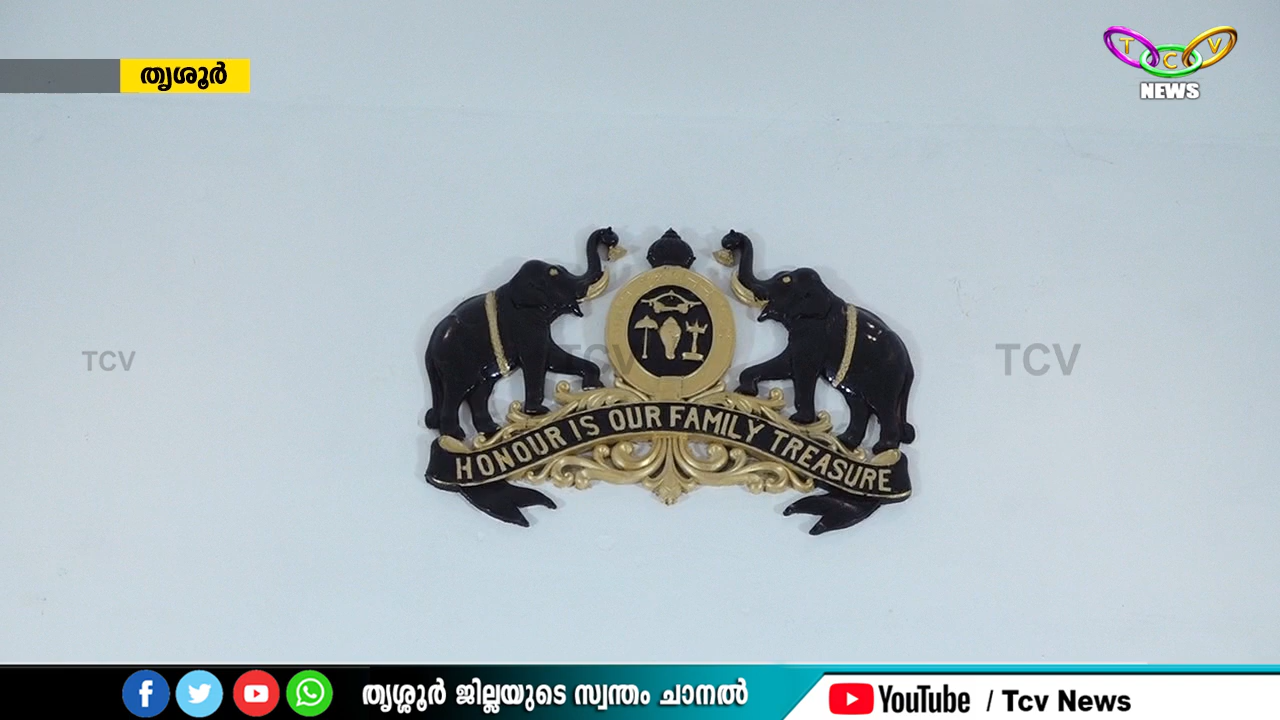 തൃശൂർ
T C V
NEWS
TCV
TCV
TCV
HONOUR IS OUR FAMILY TREASURE
തൃശ്ശൂർ ജില്ലയുടെ സ്വന്തം ചാനൽ
YouTube / Tcv News